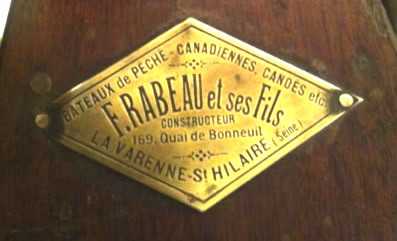 BATEAUX de PÊCHE - CANADIENNES, CANOËS etc.
F. RABEAU et ses Fils
CONSTRUCTEUR
169, Quai de Bonneuil
LA VARENNE-St HILAIRE (Seine)